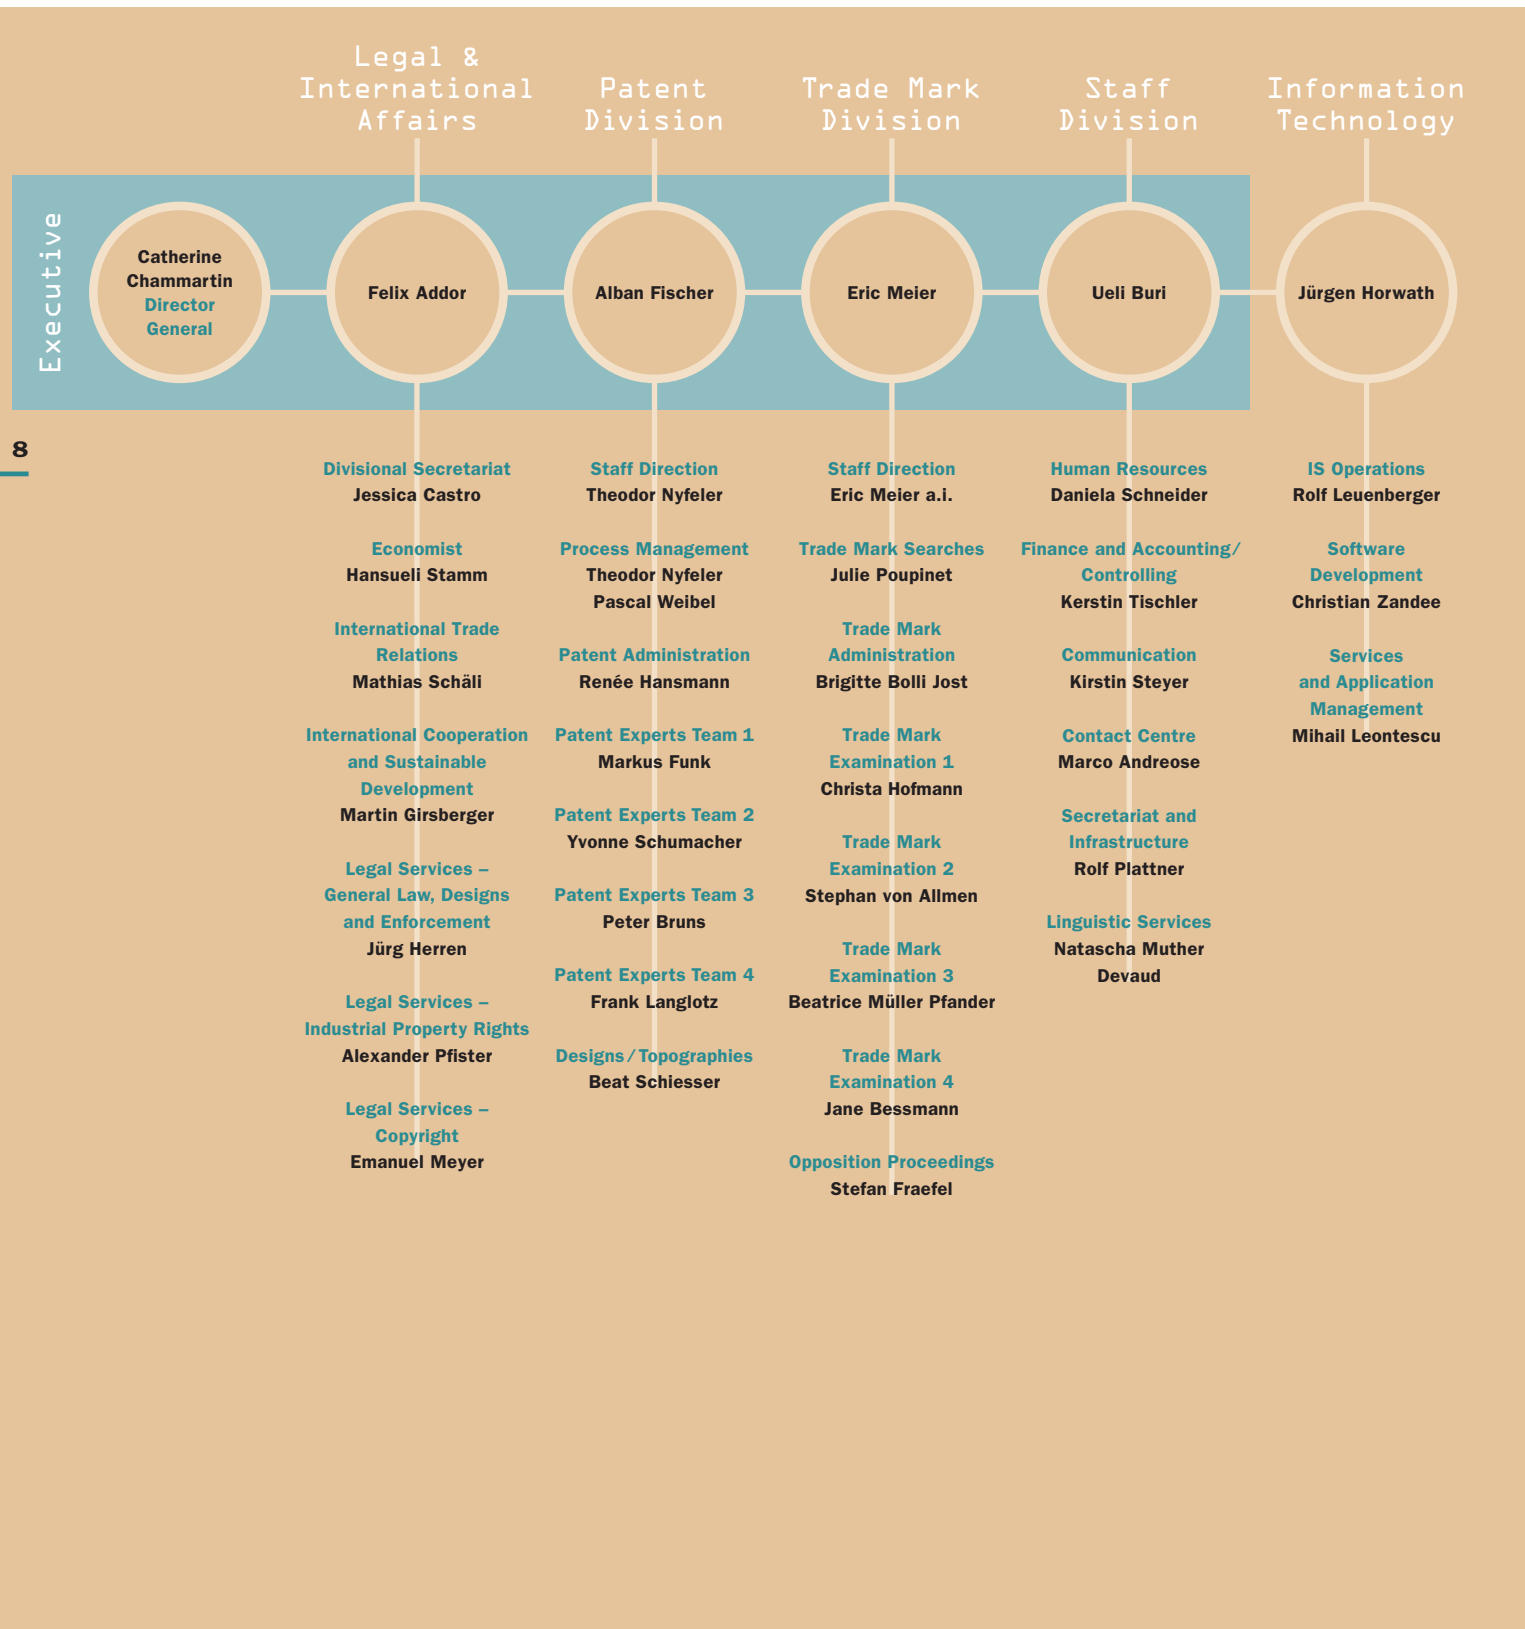 Legal &
International
Affairs
Patent
Division
Trade Mark
Division
Staff
Division
Information
Technology
Executive
Catherine
Chammartin
Director
General
Felix Addor
Alban Fischer
Eric Meier
Ueli Buri
Jürgen Horwath
8
Divisional Secretariat
Jessica Castro
Economist
Hansueli Stamm
International Trade
Relations
Mathias Schäli
International Cooperation
and Sustainable
Development
Martin Girsberger
Legal Services –
General Law, Designs
and Enforcement
Jürg Herren
Legal Services –
Industrial Property Rights
Alexander Pfister
Legal Services –
Copyright
Emanuel Meyer
Staff Direction
Theodor Nyfeler
Process Management
Theodor Nyfeler
Pascal Weibel
Patent Administration
Renée Hansmann
Patent Experts Team 1
Markus Funk
Patent Experts Team 2
Yvonne Schumacher
Patent Experts Team 3
Peter Bruns
Patent Experts Team 4
Frank Langlotz
Designs / Topographies
Beat Schiesser
Staff Direction
Eric Meier a.i.
Trade Mark Searches
Julie Poupinet
Trade Mark
Administration
Brigitte Bolli Jost
Trade Mark
Examination 1
Christa Hofmann
Trade Mark
Examination 2
Stephan von Allmen
Trade Mark
Examination 3
Beatrice Müller Pfander
Trade Mark
Examination 4
Jane Bessmann
Opposition Proceedings
Stefan Fraefel
Human Resources
Daniela Schneider
Finance and Accounting/
Controlling
Kerstin Tischler
Communication
Kirstin Steyer
Contact Centre
Marco Andreose
Secretariat and
Infrastructure
Rolf Plattner
Linguistic Services
Natascha Muther
Devaud
IS Operations
Rolf Leuenberger
Software
Development
Christian Zandee
Services
and Application
Management
Mihail Leontescu